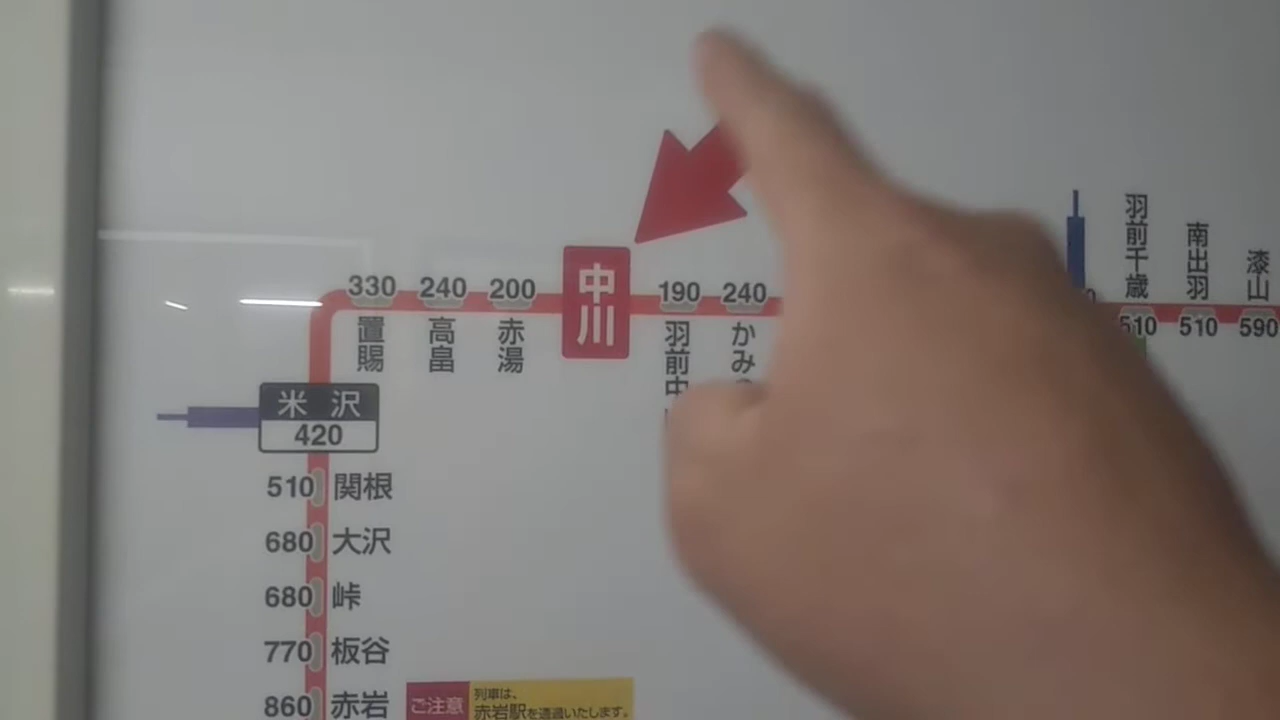 330
置賜
240
高畠
200
赤湯
中川
190
羽前中
240
かみ
羽前千歳
510
南出羽
510
漆山
590
米沢
420
510 関根
680 大沢
680 峠
770 板谷
860 赤岩
ご注意
列車は、
赤岩駅を通過いたします。